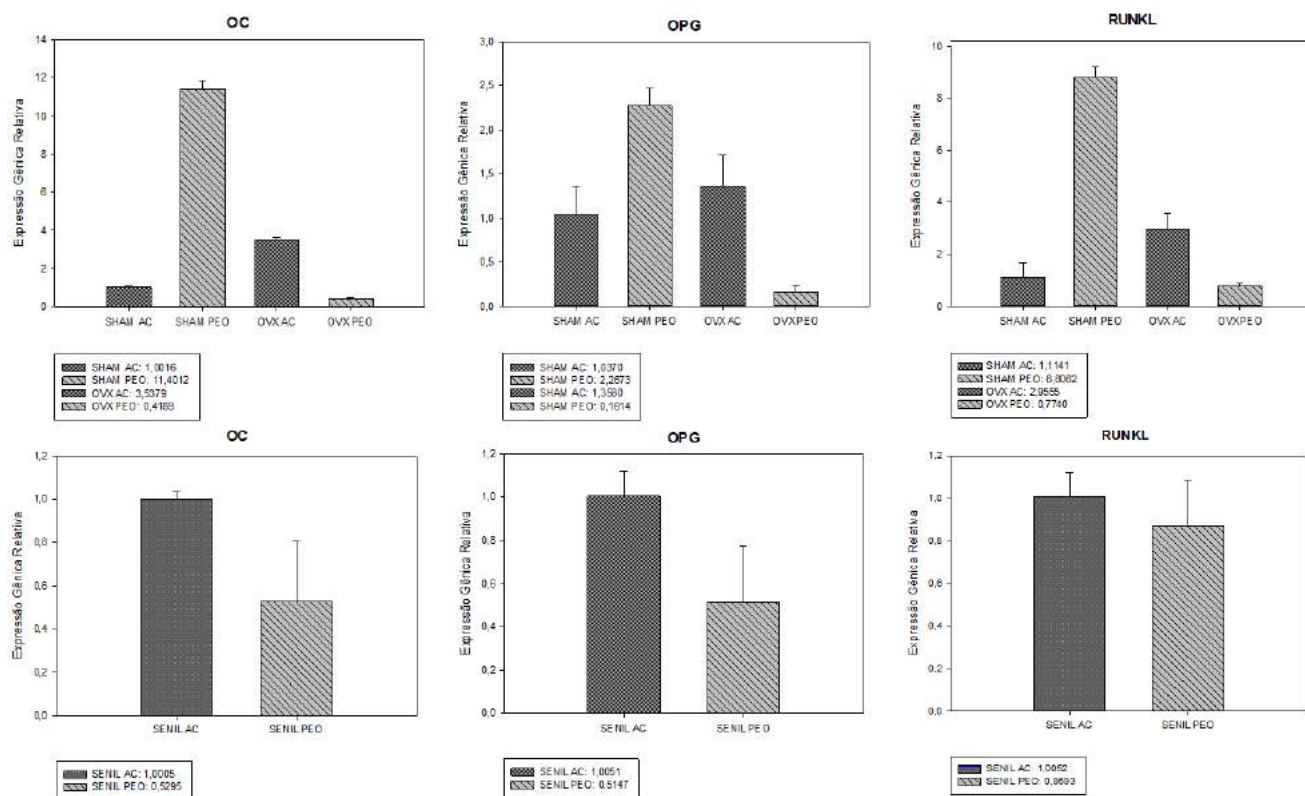 OC
Expressão Gênica Relativa
14
12
10
8
6
4
2
0
SHAM AC
SHAM PEO
OVX AC
OVX PEO
SHAM AC: 1,0016
SHAM PEO: 11,4012
OVX AC: 3,5379
OVX PEO: 0,4189
OPG
Expressão Gênica Relativa
3,0
2,5
2,0
1,5
1,0
0,5
0,0
SHAM AC
SHAM PEO
OVX AC
OVX PEO
SHAM AC: 1,0370
SHAM PEO: 2,2673
SHAM AC: 1,3580
SHAM PEO: 0,1614
RUNKL
Expressão Gênica Relativa
10
8
6
4
2
0
SHAM AC
SHAM PEO
OVX AC
OVX PEO
SHAM AC: 1,1141
SHAM PEO: 8,8062
OVX AC: 2,9555
OVX PEO: 0,7740
OC
Expressão Gênica Relativa
1,2
1,0
0,8
0,6
0,4
0,2
0,0
SENIL AC
SENIL PEO
SENIL AC: 1,0005
SENIL PEO: 0,5295
OPG
Expressão Gênica Relativa
1,2
1,0
0,8
0,6
0,4
0,2
0,0
SENIL AC
SENIL PEO
SENIL AC: 1,0051
SENIL PEO: 0,5147
RUNKL
Expressão Gênica Relativa
1,2
1,0
0,8
0,6
0,4
0,2
0,0
SENIL AC
SENIL PEO
SENIL AC: 1,0052
SENIL PEO: 0,8693